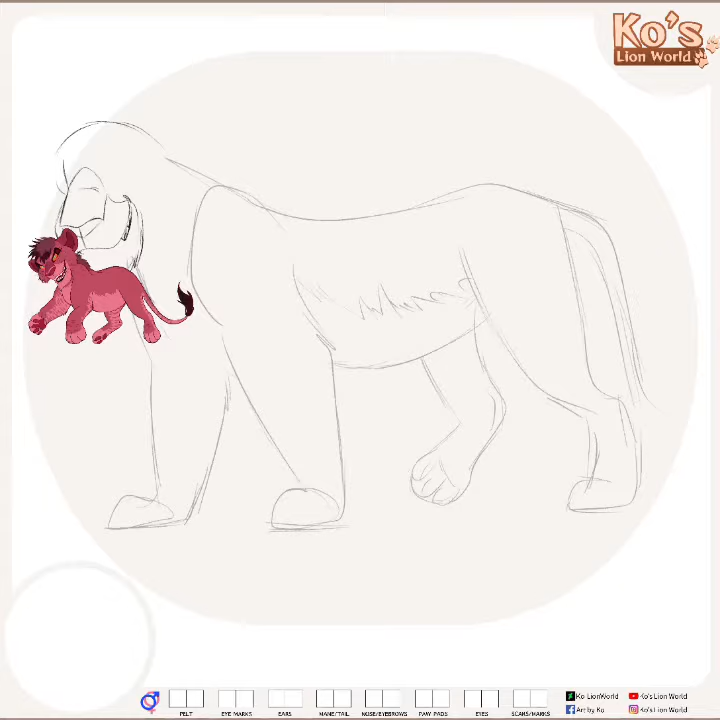 Ko's
Lion World
PELT
EYE MARKS
EARS
MANE/TAIL
NOSE/EYEBROWS
PAW PADS
EYES
SCARS/MARKS
Ko LionWorld
Ko's Lion World
Art by Ko
Ko's Lion World